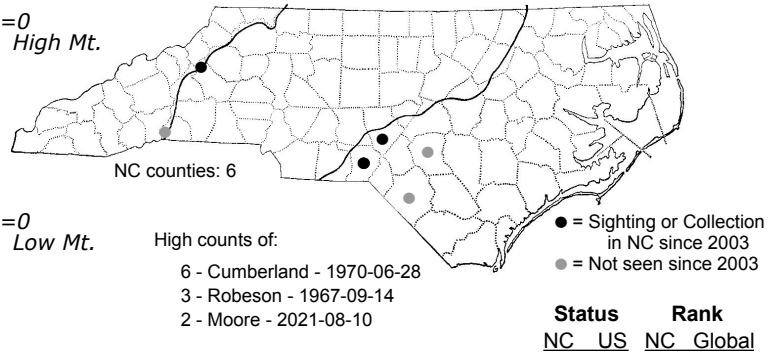 =0
High Mt.
NC counties: 6
=0
Low Mt.
High counts of:
6 - Cumberland - 1970-06-28
3 - Robeson - 1967-09-14
2 - Moore - 2021-08-10
= Sighting or Collection
in NC since 2003
= Not seen since 2003
Status Rank
NC US NC Global